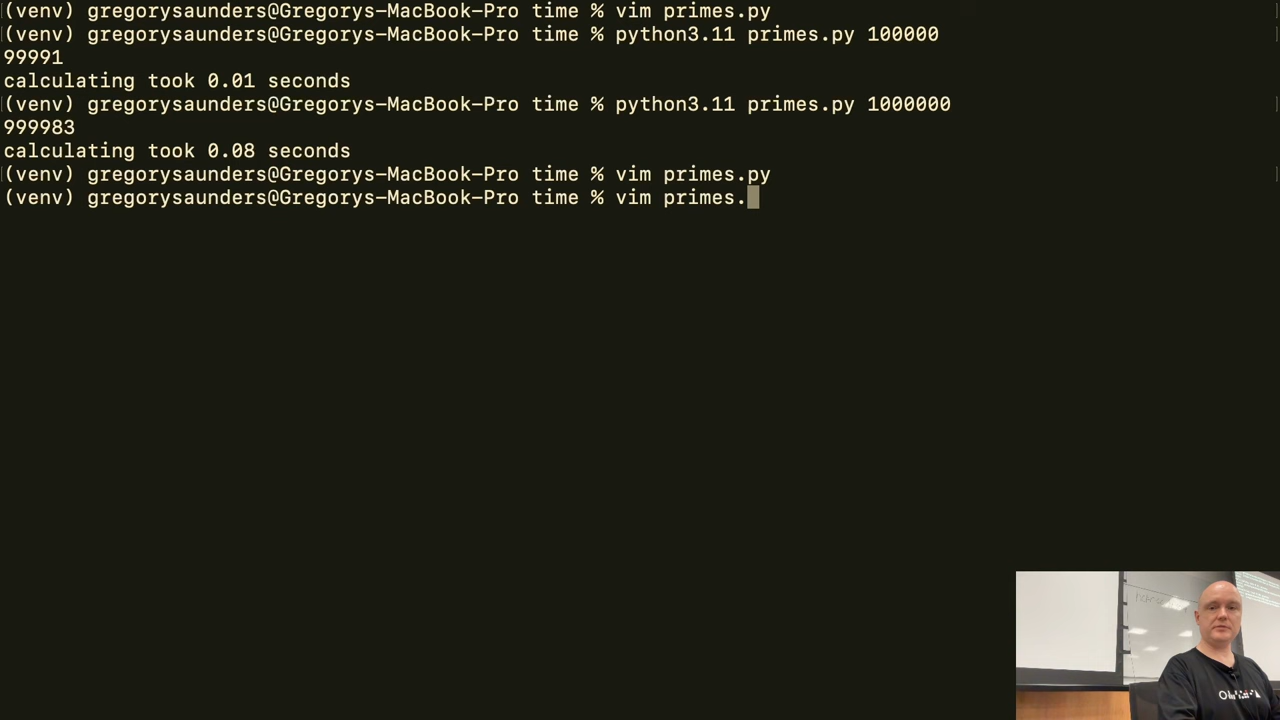 (venv) gregorysaunders@Gregorys-MacBook-Pro time % vim primes.py
(venv) gregorysaunders@Gregorys-MacBook-Pro time % python3.11 primes.py 100000
99991
calculating took 0.01 seconds
(venv) gregorysaunders@Gregorys-MacBook-Pro time % python3.11 primes.py 1000000
999983
calculating took 0.08 seconds
(venv) gregorysaunders@Gregorys-MacBook-Pro time % vim primes.py
(venv) gregorysaunders@Gregorys-MacBook-Pro time % vim primes.